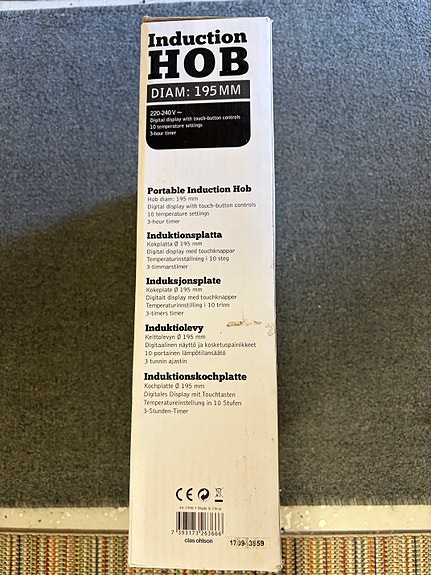 Induction
HOB
DIAM: 195MM
220-240V ~
Digital display with touch-button controls
10 temperature settings
3-hour timer
Portable Induction Hob
Hob diam: 195 mm
Digital display with touch-button controls
10 temperature settings
3-hour timer
Induktionsplatta
Kokplatta Ø 195 mm
Digital display med touchknappar
Temperaturinställning i 10 steg
3-timmarstimer
Induksjonsplate
Kokeplate Ø 195 mm
Digitalt display med touchknapper
Temperaturinnstilling i 10 trinn
3-timers timer
Induktiolevy
Keittolevyn Ø 195 mm
Digitaalinen näyttö ja kosketuspainikkeet
10-portainen lämpötilansäätö
3 tunnin ajastin
Induktionskochplatte
Kochplatte Ø 195 mm
Digitales Display mit Touchtasten
Temperatureinstellung in 10 Stufen
3-Stunden-Timer
CE
Made in China
7 393173 263666
clas ohlson